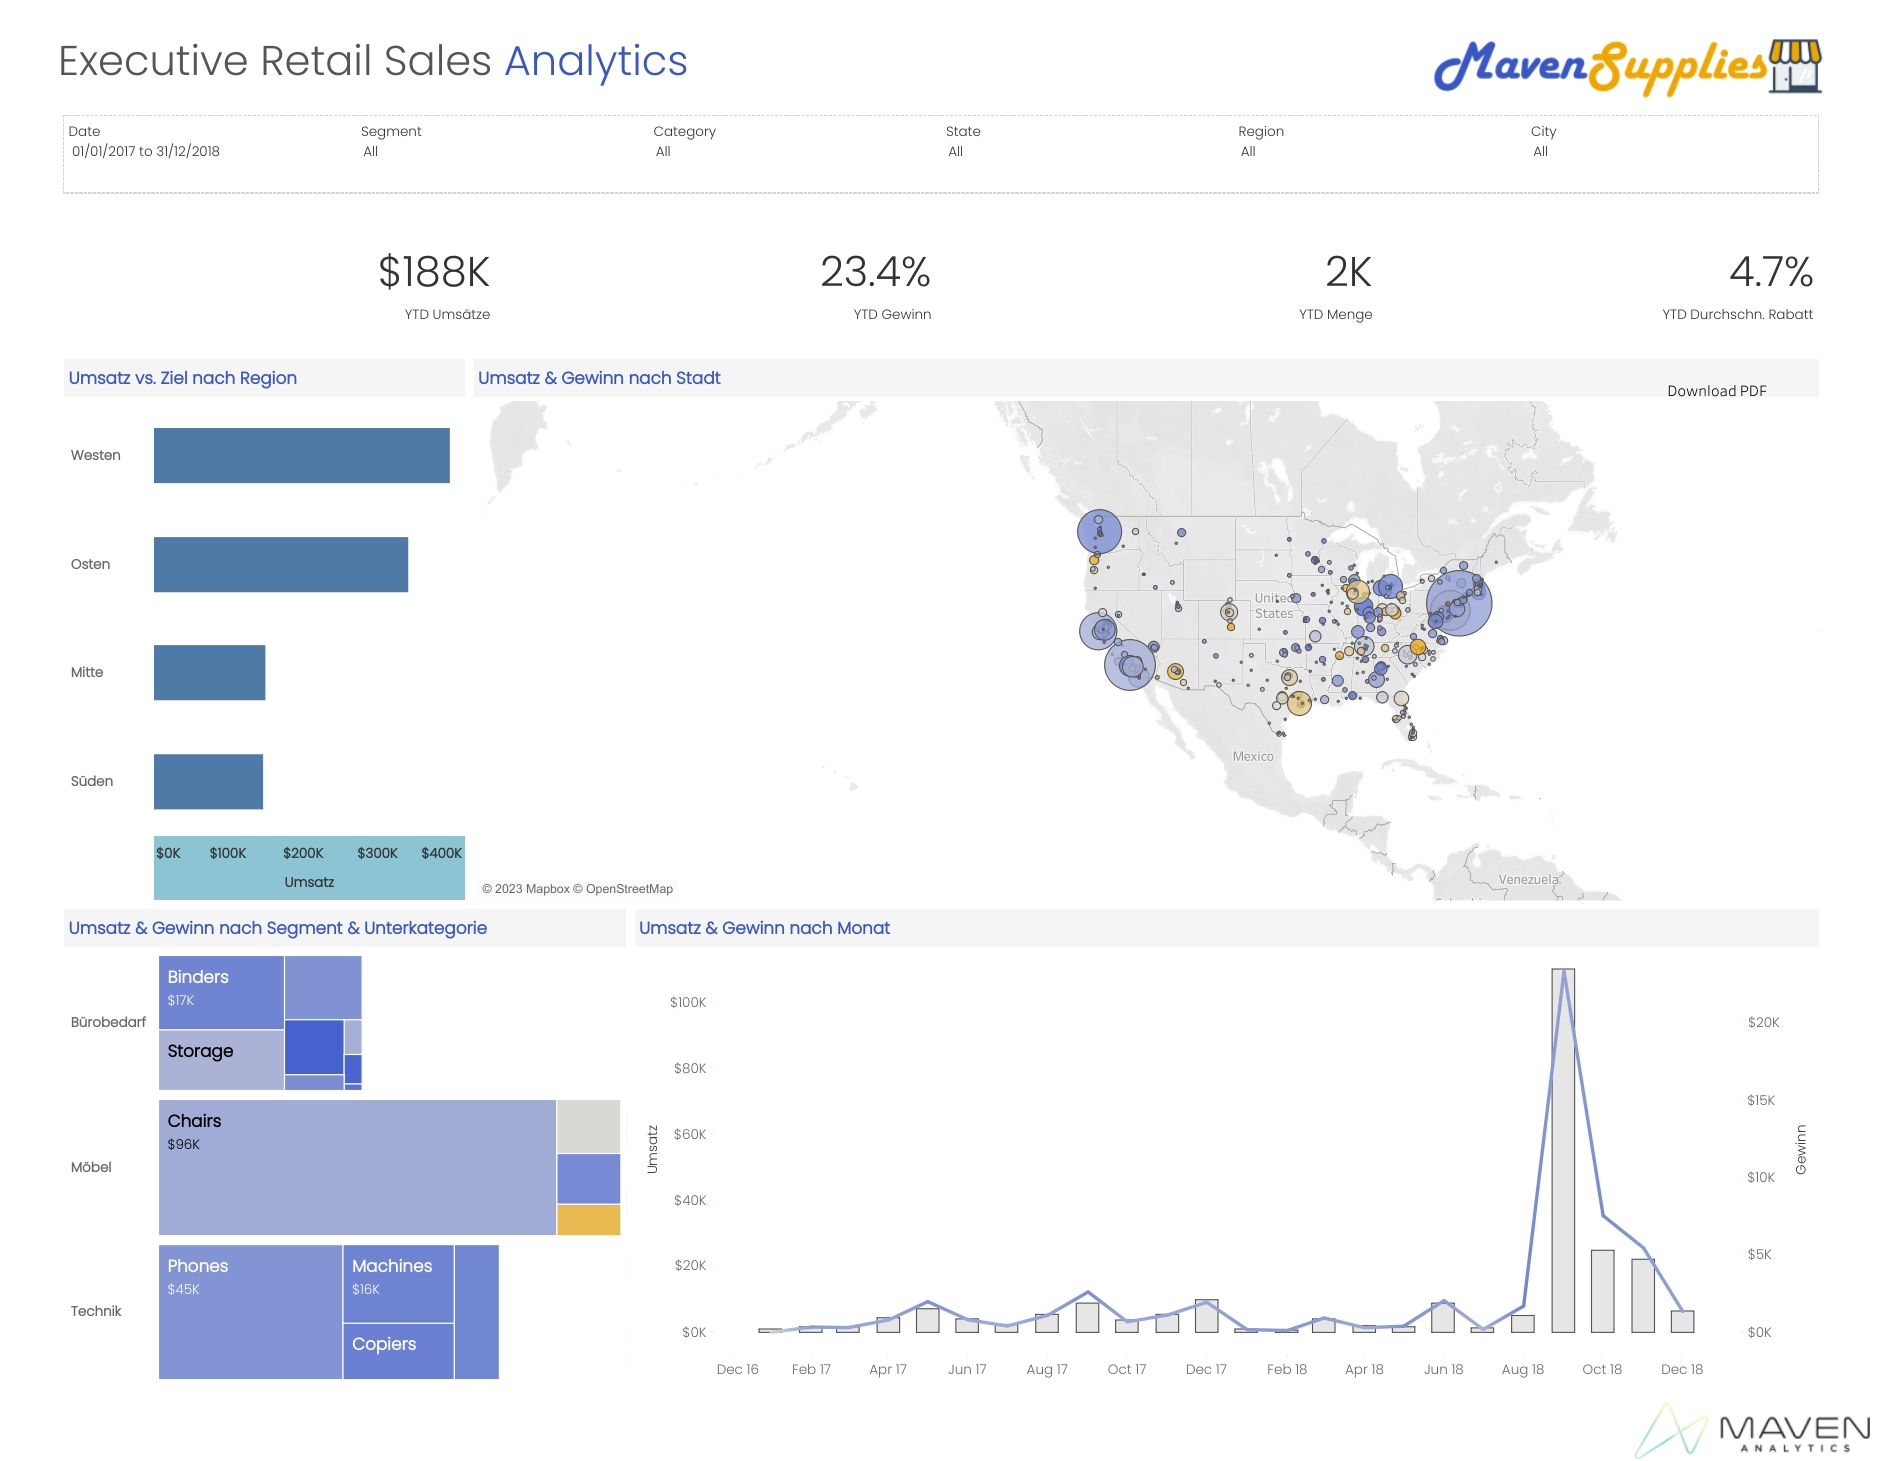 Executive Retail Sales Analytics
MavenSupplies
Date
01/01/2017 to 31/12/2018
Segment
All
Category
All
State
All
Region
All
City
All
$188K
YTD Umsätze
23.4%
YTD Gewinn
2K
YTD Menge
4.7%
YTD Durchschn. Rabatt
Umsatz vs. Ziel nach Region
Westen
Osten
Mitte
Süden
$0K $100K $200K $300K $400K
Umsatz
Umsatz & Gewinn nach Stadt
Download PDF
United
States
Mexico
Venezuela
© 2023 Mapbox © OpenStreetMap
Umsatz & Gewinn nach Segment & Unterkategorie
Bürobedarf
Binders
$17K
Storage
Möbel
Chairs
$96K
Technik
Phones
$45K
Machines
$16K
Copiers
Umsatz & Gewinn nach Monat
Umsatz
$100K
$80K
$60K
$40K
$20K
$0K
$20K
$15K
$10K
$5K
$0K
Gewinn
Dec 16 Feb 17 Apr 17 Jun 17 Aug 17 Oct 17 Dec 17 Feb 18 Apr 18 Jun 18 Aug 18 Oct 18 Dec 18
MAVEN
ANALYTICS